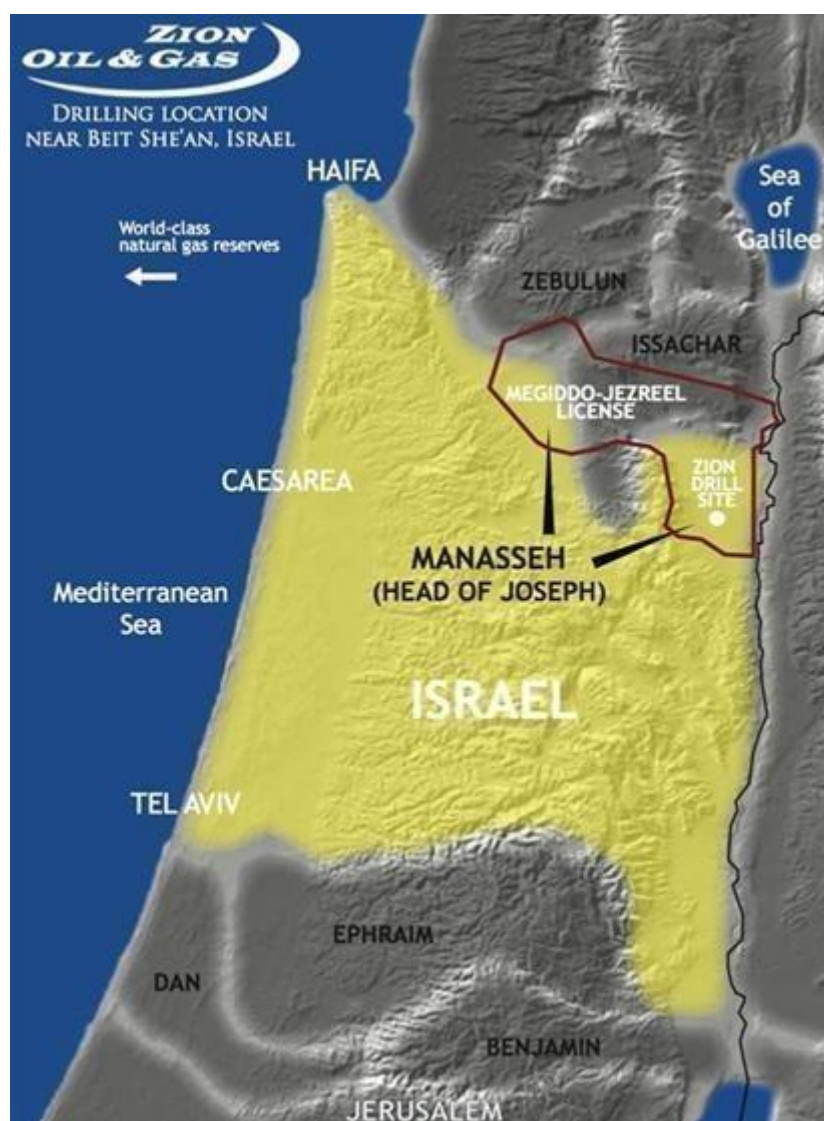 ZION
OIL & GAS
DRILLING LOCATION
NEAR BEIT SHE'AN, ISRAEL
HAIFA
Sea
of
Galilee
World-class
natural gas reserves
ZEBULUN
ISSACHAR
MEGIDDO-JEZREEL
LICENSE
CAESAREA
ZION
DRILL
SITE
MANASSEH
(HEAD OF JOSEPH)
Mediterranean
Sea
ISRAEL
TEL AVIV
EPHRAIM
DAN
BENJAMIN
JERUSALEM